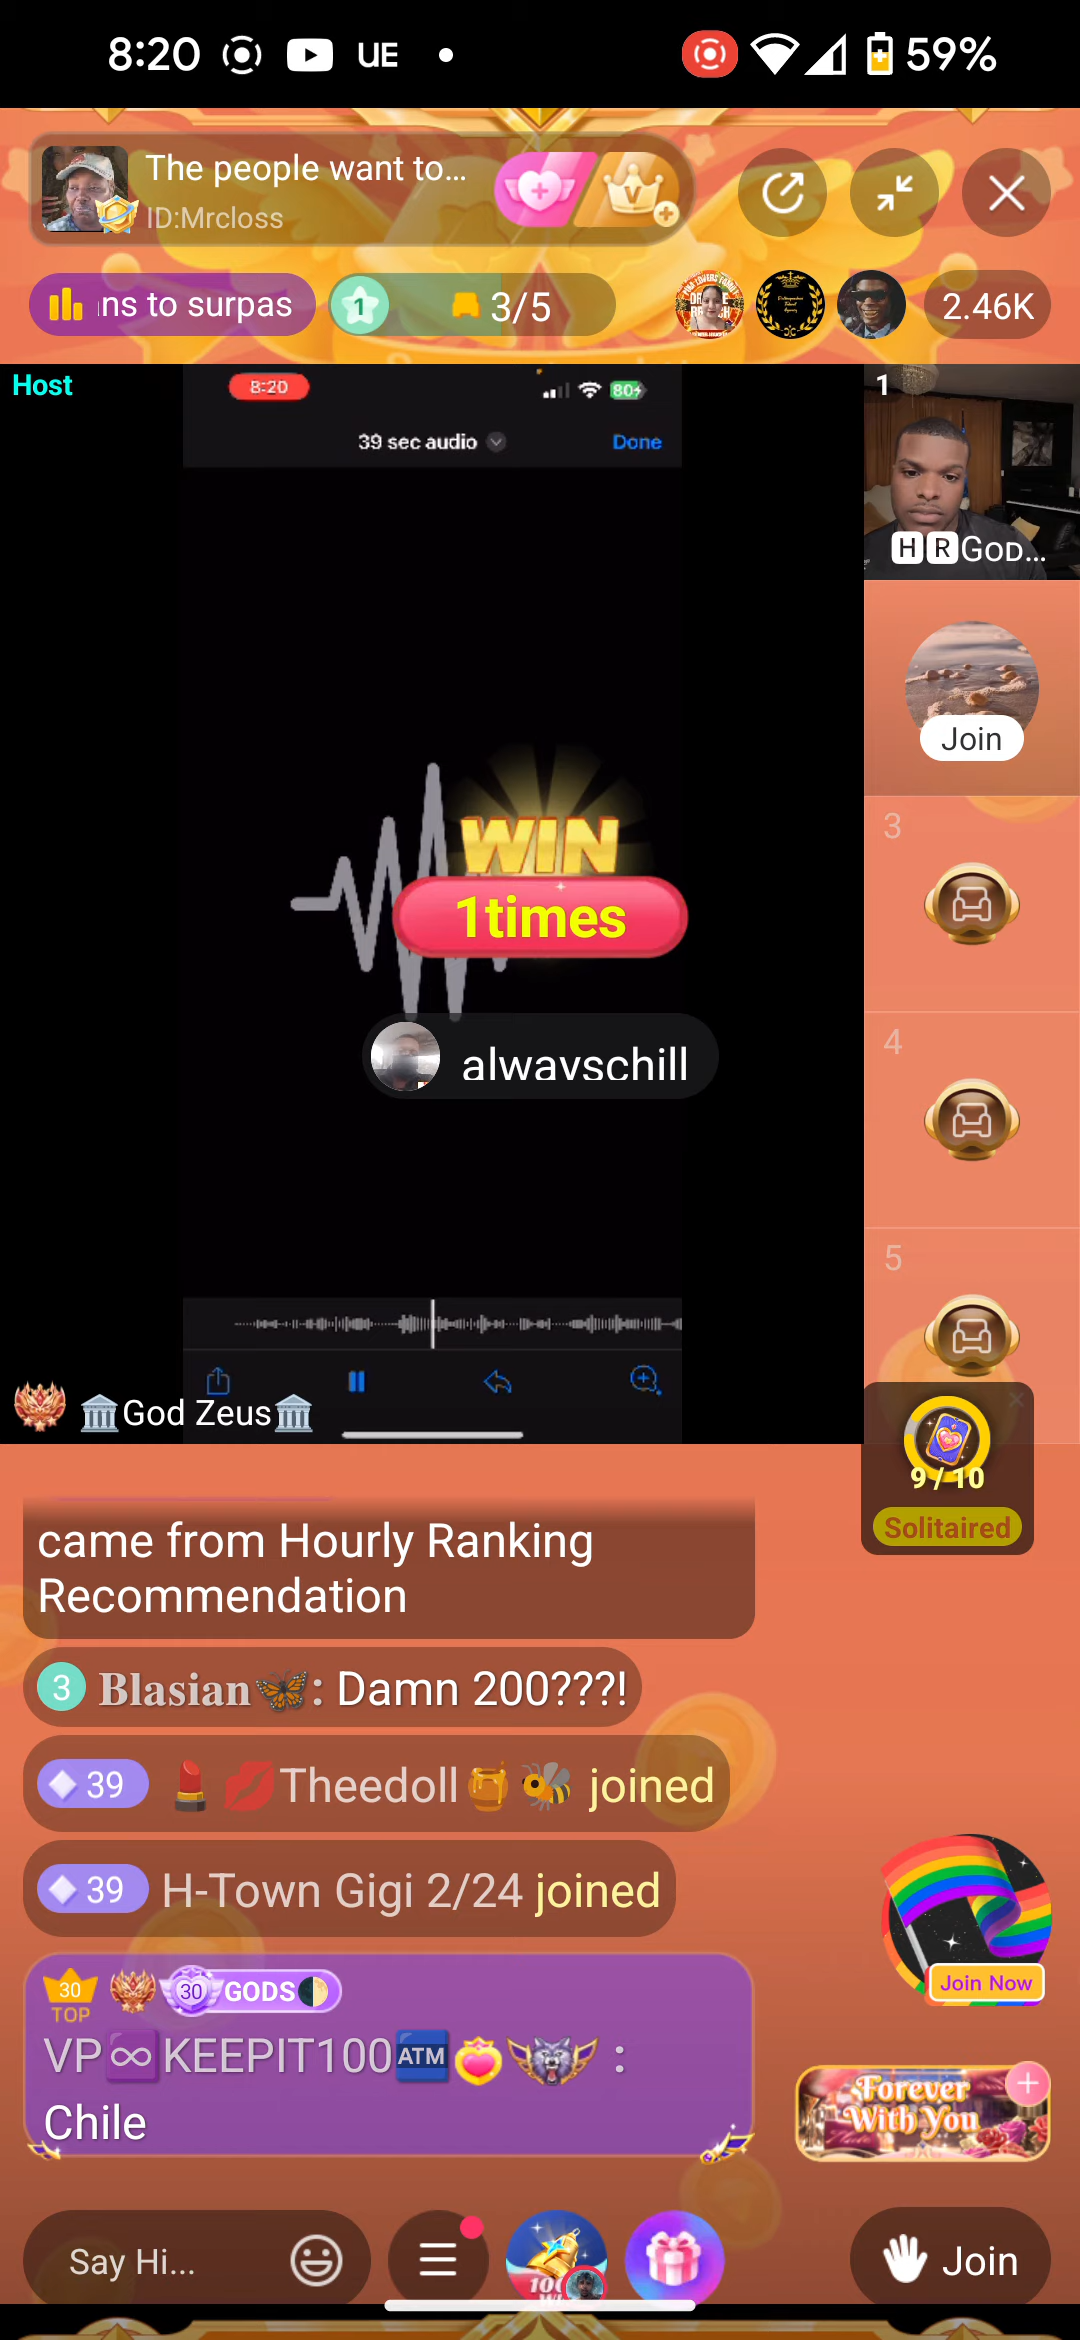 8:20 UE 59%
The people want to...
ID:Mrcloss
ns to surpas
1 3/5
2.46K
Host
8:20 80
39 sec audio Done
1
🅷🆁GOD...
Join
WIN
1times
alwayschill
3
4
5
🏛️God Zeus🏛️
9/10
Solitaired
came from Hourly Ranking
Recommendation
3 Blasian🦋: Damn 200???!
39 💄💋Theedoll🍯🐝 joined
39 H-Town Gigi 2/24 joined
30 TOP 30 GODS🌓
VP♾️KEEPIT100🏧 :
Chile
Join Now
Forever
With You
Say Hi...
Join